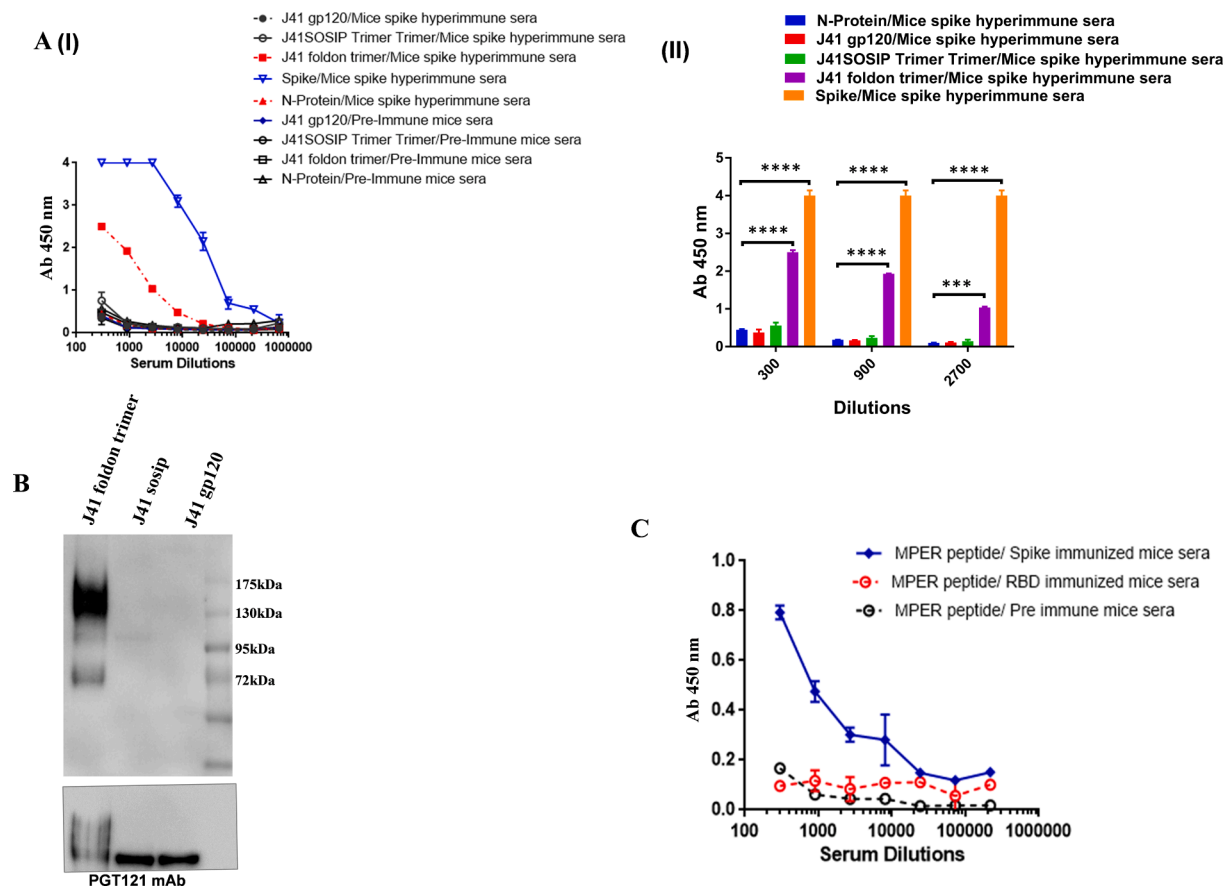 A (I)
J41 gp120/Mice spike hyperimmune sera
J41SOSIP Trimer Trimer/Mice spike hyperimmune sera
J41 foldon trimer/Mice spike hyperimmune sera
Spike/Mice spike hyperimmune sera
N-Protein/Mice spike hyperimmune sera
J41 gp120/Pre-Immune mice sera
J41SOSIP Trimer Trimer/Pre-Immune mice sera
J41 foldon trimer/Pre-Immune mice sera
N-Protein/Pre-Immune mice sera
4
3
2
1
0
Ab 450 nm
100 1000 10000 100000 1000000
Serum Dilutions
(II)
N-Protein/Mice spike hyperimmune sera
J41 gp120/Mice spike hyperimmune sera
J41SOSIP Trimer Trimer/Mice spike hyperimmune sera
J41 foldon trimer/Mice spike hyperimmune sera
Spike/Mice spike hyperimmune sera
5
4
3
2
1
0
Ab 450 nm
**** **** ****
**** **** ***
300 900 2700
Dilutions
B
J41 foldon trimer
J41 sosip
J41 gp120
175kDa
130kDa
95kDa
72kDa
PGT121 mAb
C
MPER peptide/ Spike immunized mice sera
MPER peptide/ RBD immunized mice sera
MPER peptide/ Pre immune mice sera
1.0
0.8
0.6
0.4
0.2
0.0
Ab 450 nm
100 1000 10000 100000 1000000
Serum Dilutions